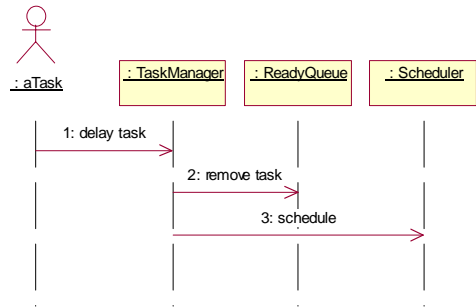 : aTask
: TaskManager
: ReadyQueue
: Scheduler
1: delay task
2: remove task
3: schedule